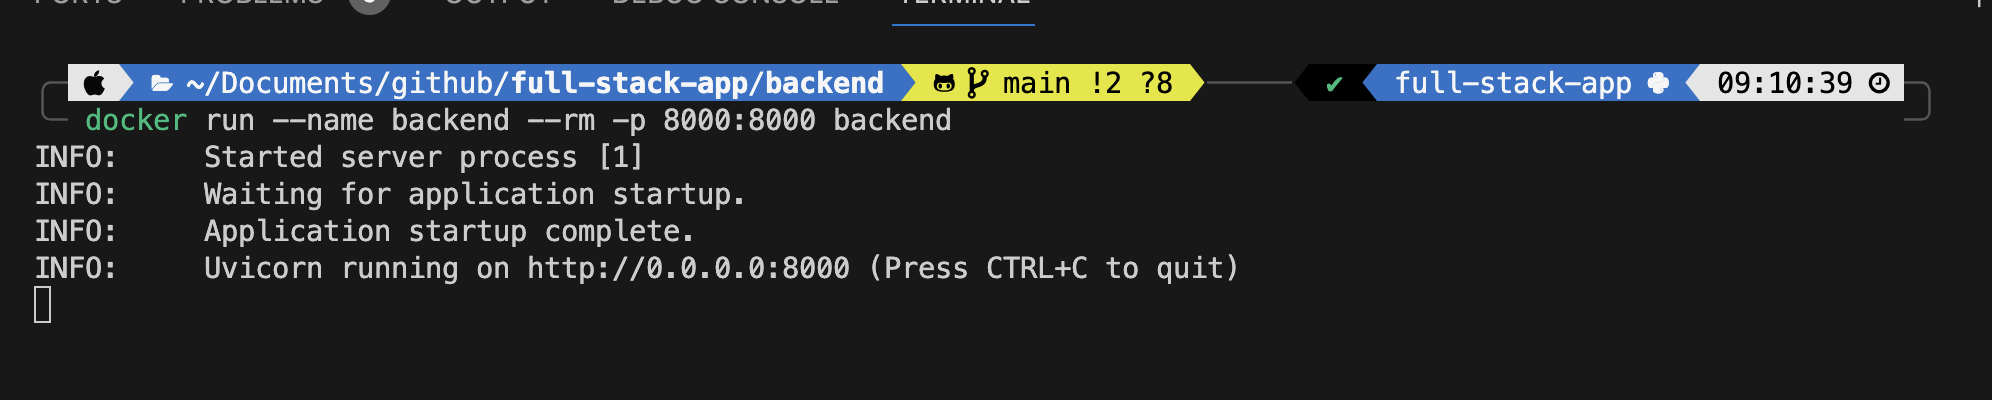 PORTS PROBLEMS OUTPUT DEBUG CONSOLE TERMINAL
~/Documents/github/full-stack-app/backend main !2 ?8 ✔ full-stack-app 09:10:39
docker run --name backend --rm -p 8000:8000 backend
INFO: Started server process [1]
INFO: Waiting for application startup.
INFO: Application startup complete.
INFO: Uvicorn running on http://0.0.0.0:8000 (Press CTRL+C to quit)